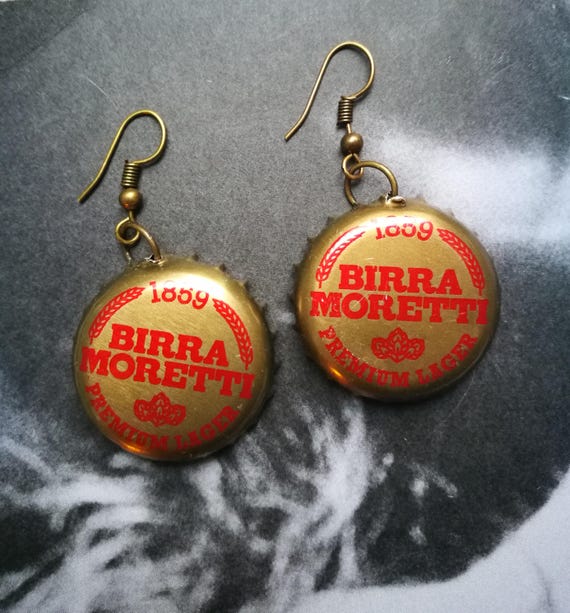 1859
BIRRA
MORETTI
PREMIUM LAGER
1859
BIRRA
MORETTI
PREMIUM LAGER